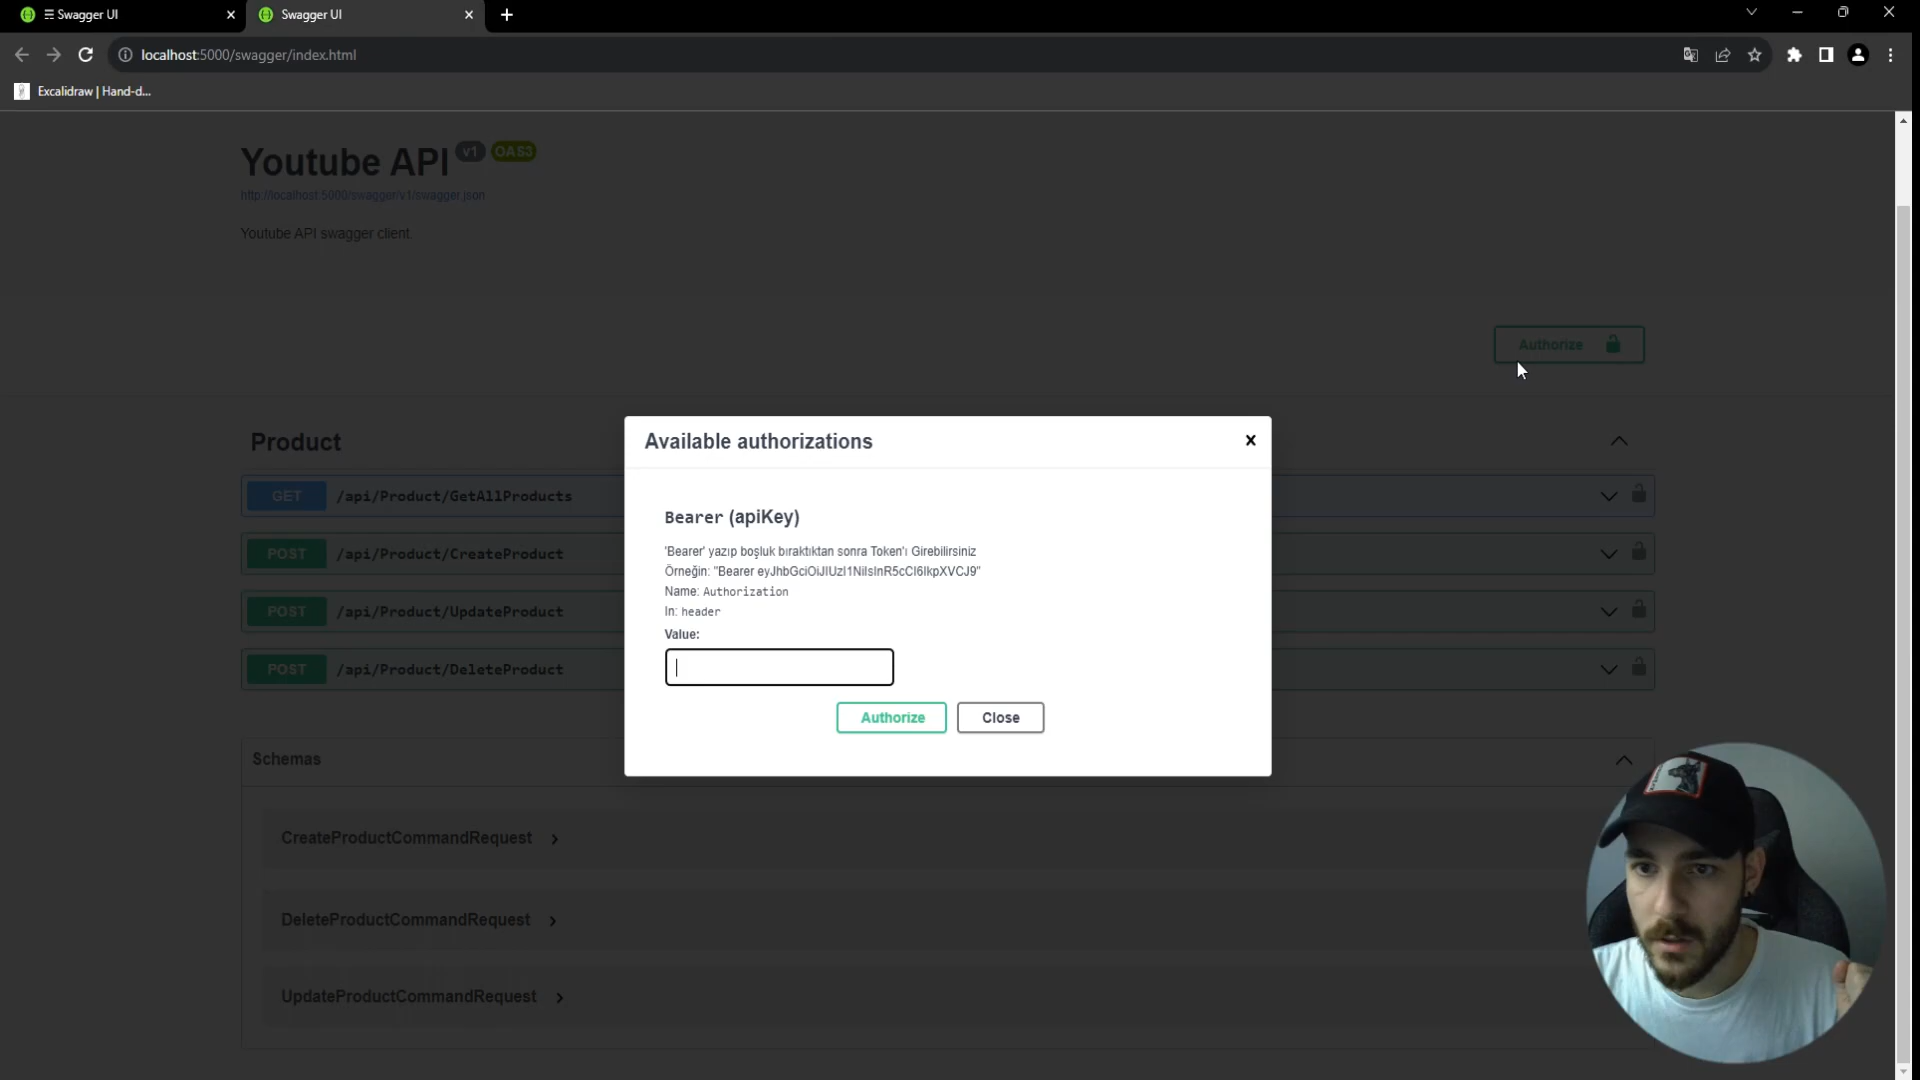 ☰ Swagger UI
Swagger UI
localhost:5000/swagger/index.html
Excalidraw | Hand-d...
Youtube API v1 OAS3
http://localhost:5000/swagger/v1/swagger.json
Youtube API swagger client.
Authorize
Available authorizations
Product
GET /api/Product/GetAllProducts
POST /api/Product/CreateProduct
POST /api/Product/UpdateProduct
POST /api/Product/DeleteProduct
Bearer (apiKey)
'Bearer' yazıp boşluk bıraktıktan sonra Token'ı Girebilirsiniz
Örneğin: "Bearer eyJhbGciOiJIUzI1NiIsInR5cCI6IkpXVCJ9"
Name: Authorization
In: header
Value:
Authorize
Close
Schemas
CreateProductCommandRequest
DeleteProductCommandRequest
UpdateProductCommandRequest